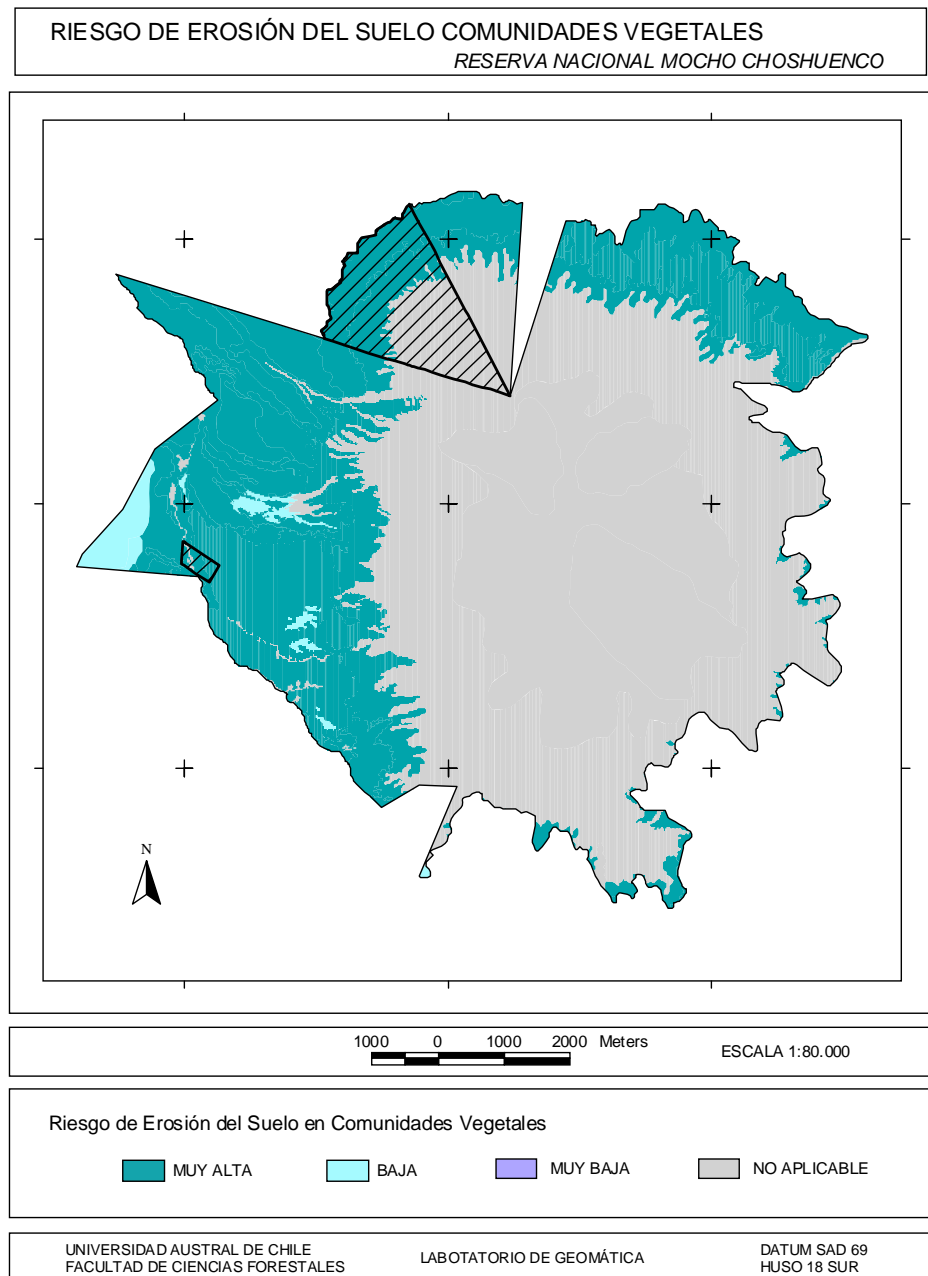 RIESGO DE EROSIÓN DEL SUELO COMUNIDADES VEGETALES
RESERVA NACIONAL MOCHO CHOSHUENCO
N
1000 0 1000 2000 Meters
ESCALA 1:80.000
Riesgo de Erosión del Suelo en Comunidades Vegetales
MUY ALTA BAJA MUY BAJA NO APLICABLE
UNIVERSIDAD AUSTRAL DE CHILE
FACULTAD DE CIENCIAS FORESTALES
LABOTATORIO DE GEOMÁTICA
DATUM SAD 69
HUSO 18 SUR